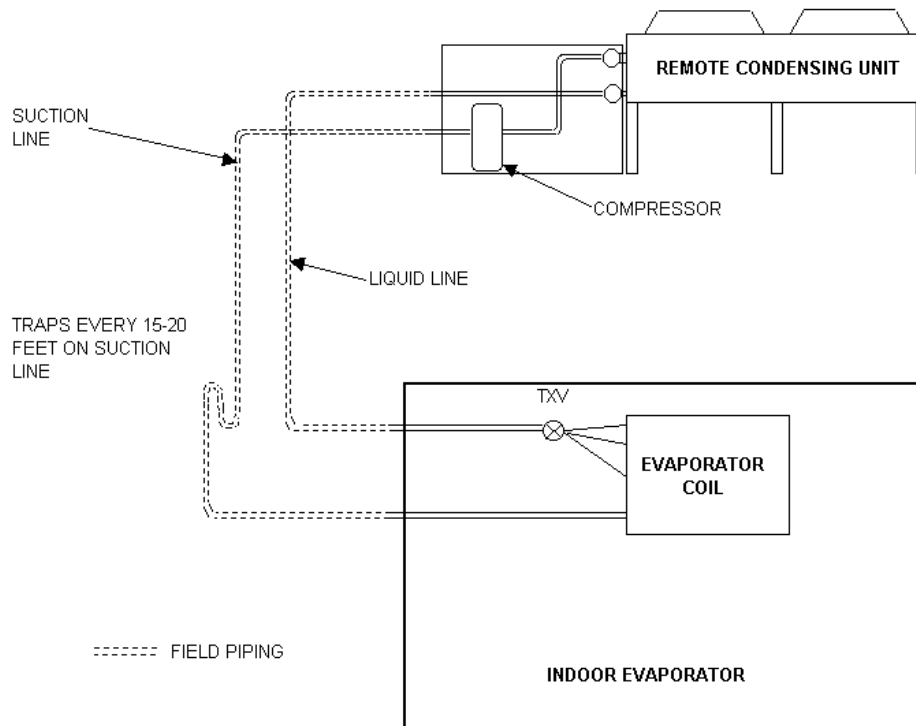 REMOTE CONDENSING UNIT
SUCTION
LINE
COMPRESSOR
LIQUID LINE
TRAPS EVERY 15-20
FEET ON SUCTION
LINE
TXV
EVAPORATOR
COIL
FIELD PIPING
INDOOR EVAPORATOR